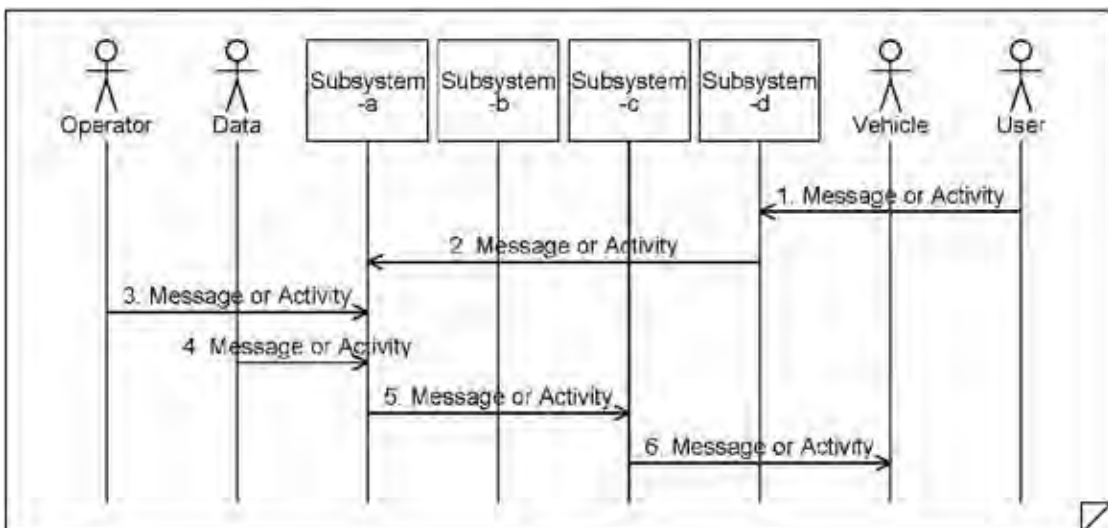 Operator
Data
Subsystem
-a
Subsystem
-b
Subsystem
-c
Subsystem
-d
Vehicle
User
1. Message or Activity
2 Message or Activity
3. Message or Activity
4 Message or Activity
5. Message or Activity
6. Message or Activity